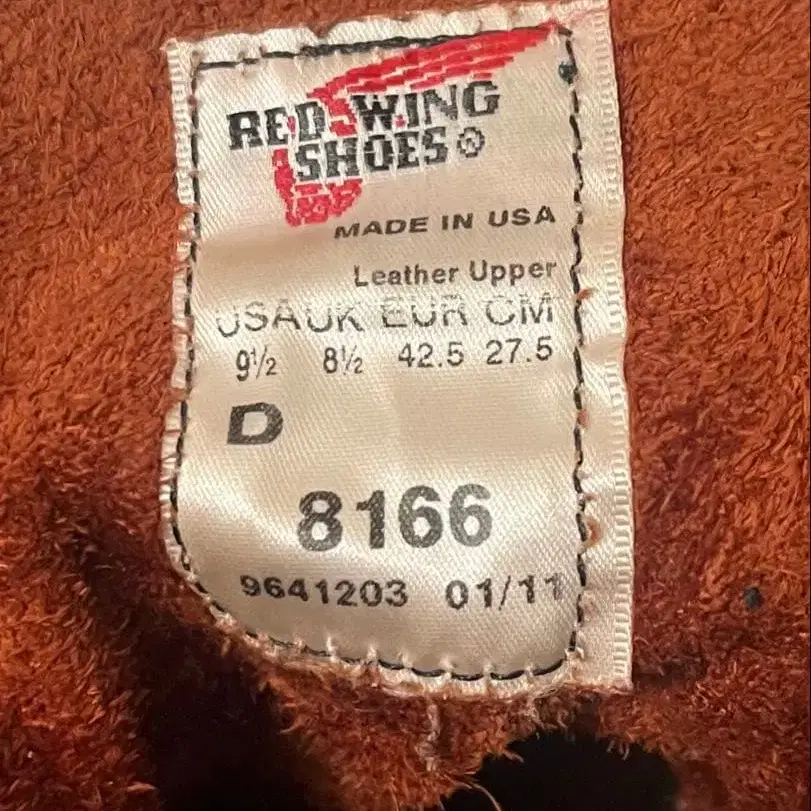 RED WING
SHOES®
MADE IN USA
Leather Upper
USA UK EUR CM
9½ 8½ 42.5 27.5
D
8166
9641203 01/11